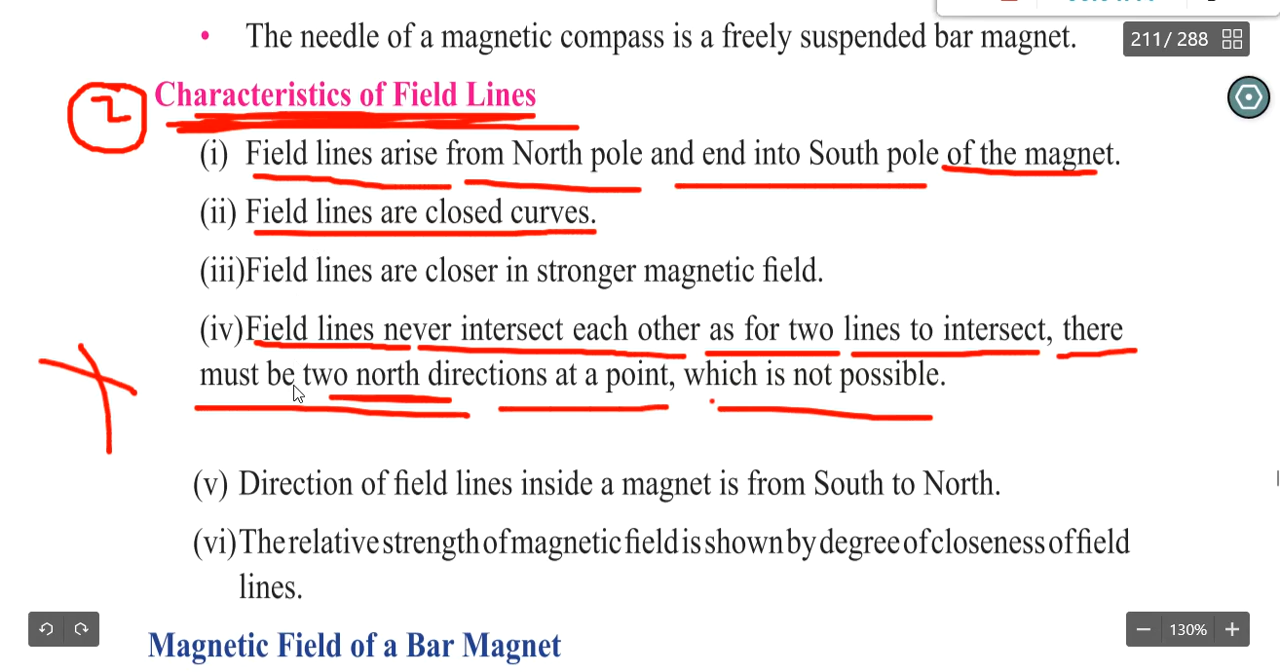 • The needle of a magnetic compass is a freely suspended bar magnet.
211 / 288
2
Characteristics of Field Lines
(i) Field lines arise from North pole and end into South pole of the magnet.
(ii) Field lines are closed curves.
(iii)Field lines are closer in stronger magnetic field.
(iv)Field lines never intersect each other as for two lines to intersect, there
must be two north directions at a point, which is not possible.
(v) Direction of field lines inside a magnet is from South to North.
(vi)The relative strength of magnetic field is shown by degree of closeness of field
lines.
130%
Magnetic Field of a Bar Magnet